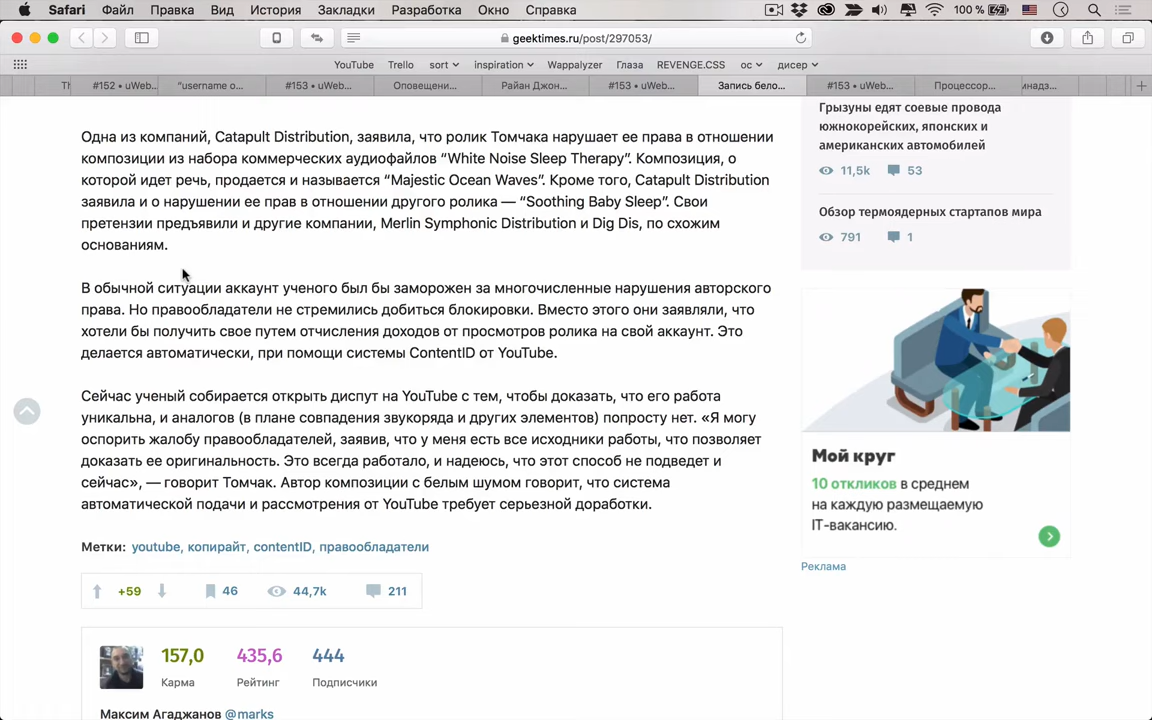 Safari Файл Правка Вид История Закладки Разработка Окно Справка 100 %
geektimes.ru/post/297053/
YouTube Trello sort inspiration Wappalyzer Глаза REVENGE.CSS ос дисер
Th #152 • uWeb... “username o... #153 • uWeb... Оповещени... Райан Джон... #153 • uWeb... Запись бело... #153 • uWeb... Процессор... мнадз...
Одна из компаний, Catapult Distribution, заявила, что ролик Томчака нарушает ее права в отношении
композиции из набора коммерческих аудиофайлов “White Noise Sleep Therapy”. Композиция, о
которой идет речь, продается и называется “Majestic Ocean Waves”. Кроме того, Catapult Distribution
заявила и о нарушении ее прав в отношении другого ролика — “Soothing Baby Sleep”. Свои
претензии предъявили и другие компании, Merlin Symphonic Distribution и Dig Dis, по схожим
основаниям.
В обычной ситуации аккаунт ученого был бы заморожен за многочисленные нарушения авторского
права. Но правообладатели не стремились добиться блокировки. Вместо этого они заявляли, что
хотели бы получить свое путем отчисления доходов от просмотров ролика на свой аккаунт. Это
делается автоматически, при помощи системы ContentID от YouTube.
Сейчас ученый собирается открыть диспут на YouTube с тем, чтобы доказать, что его работа
уникальна, и аналогов (в плане совпадения звукоряда и других элементов) попросту нет. «Я могу
оспорить жалобу правообладателей, заявив, что у меня есть все исходники работы, что позволяет
доказать ее оригинальность. Это всегда работало, и надеюсь, что этот способ не подведет и
сейчас», — говорит Томчак. Автор композиции с белым шумом говорит, что система
автоматической подачи и рассмотрения от YouTube требует серьезной доработки.
Метки: youtube, копирайт, contentID, правообладатели
+59 46 44,7k 211
157,0 435,6 444
Карма Рейтинг Подписчики
Максим Агаджанов @marks
Грызуны едят соевые провода
южнокорейских, японских и
американских автомобилей
11,5k 53
Обзор термоядерных стартапов мира
791 1
Мой круг
10 откликов в среднем
на каждую размещаемую
IT-вакансию.
Реклама